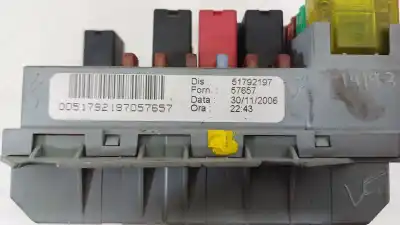 Dis 51792197
Forn.: 57657
Data : 30/11/2006
Ora : 22:43
0051792197057657